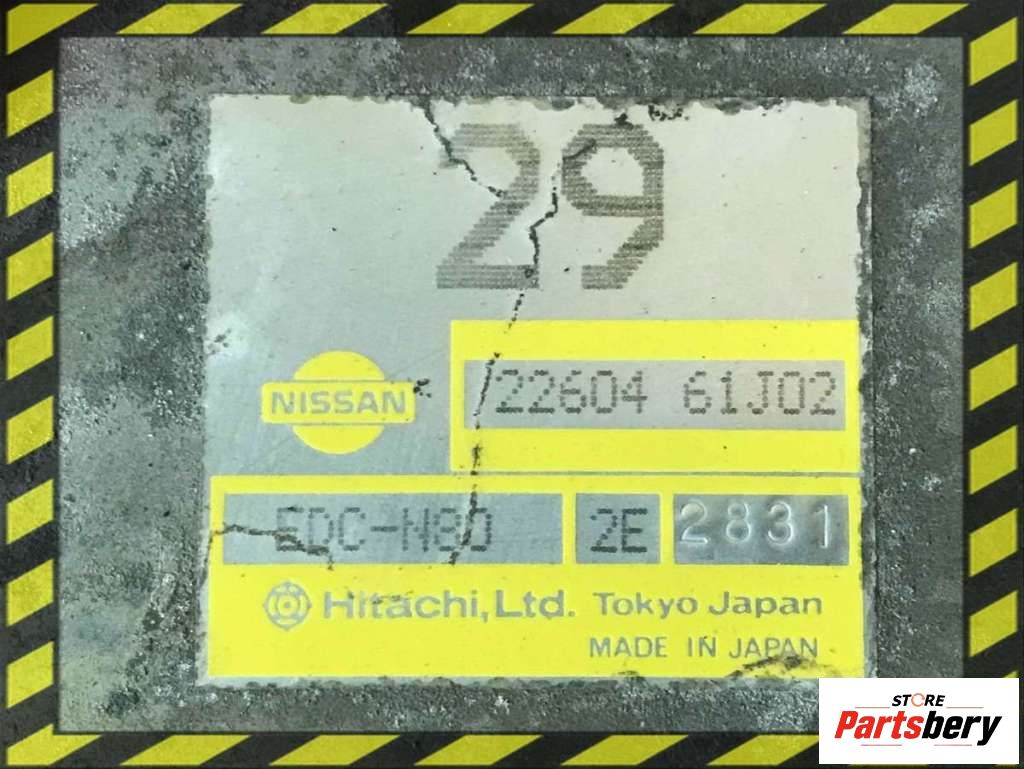 29
NISSAN
22604 61J02
EDC-N80 2E 2831
Hitachi, Ltd. Tokyo Japan
MADE IN JAPAN
STORE
Partsbery